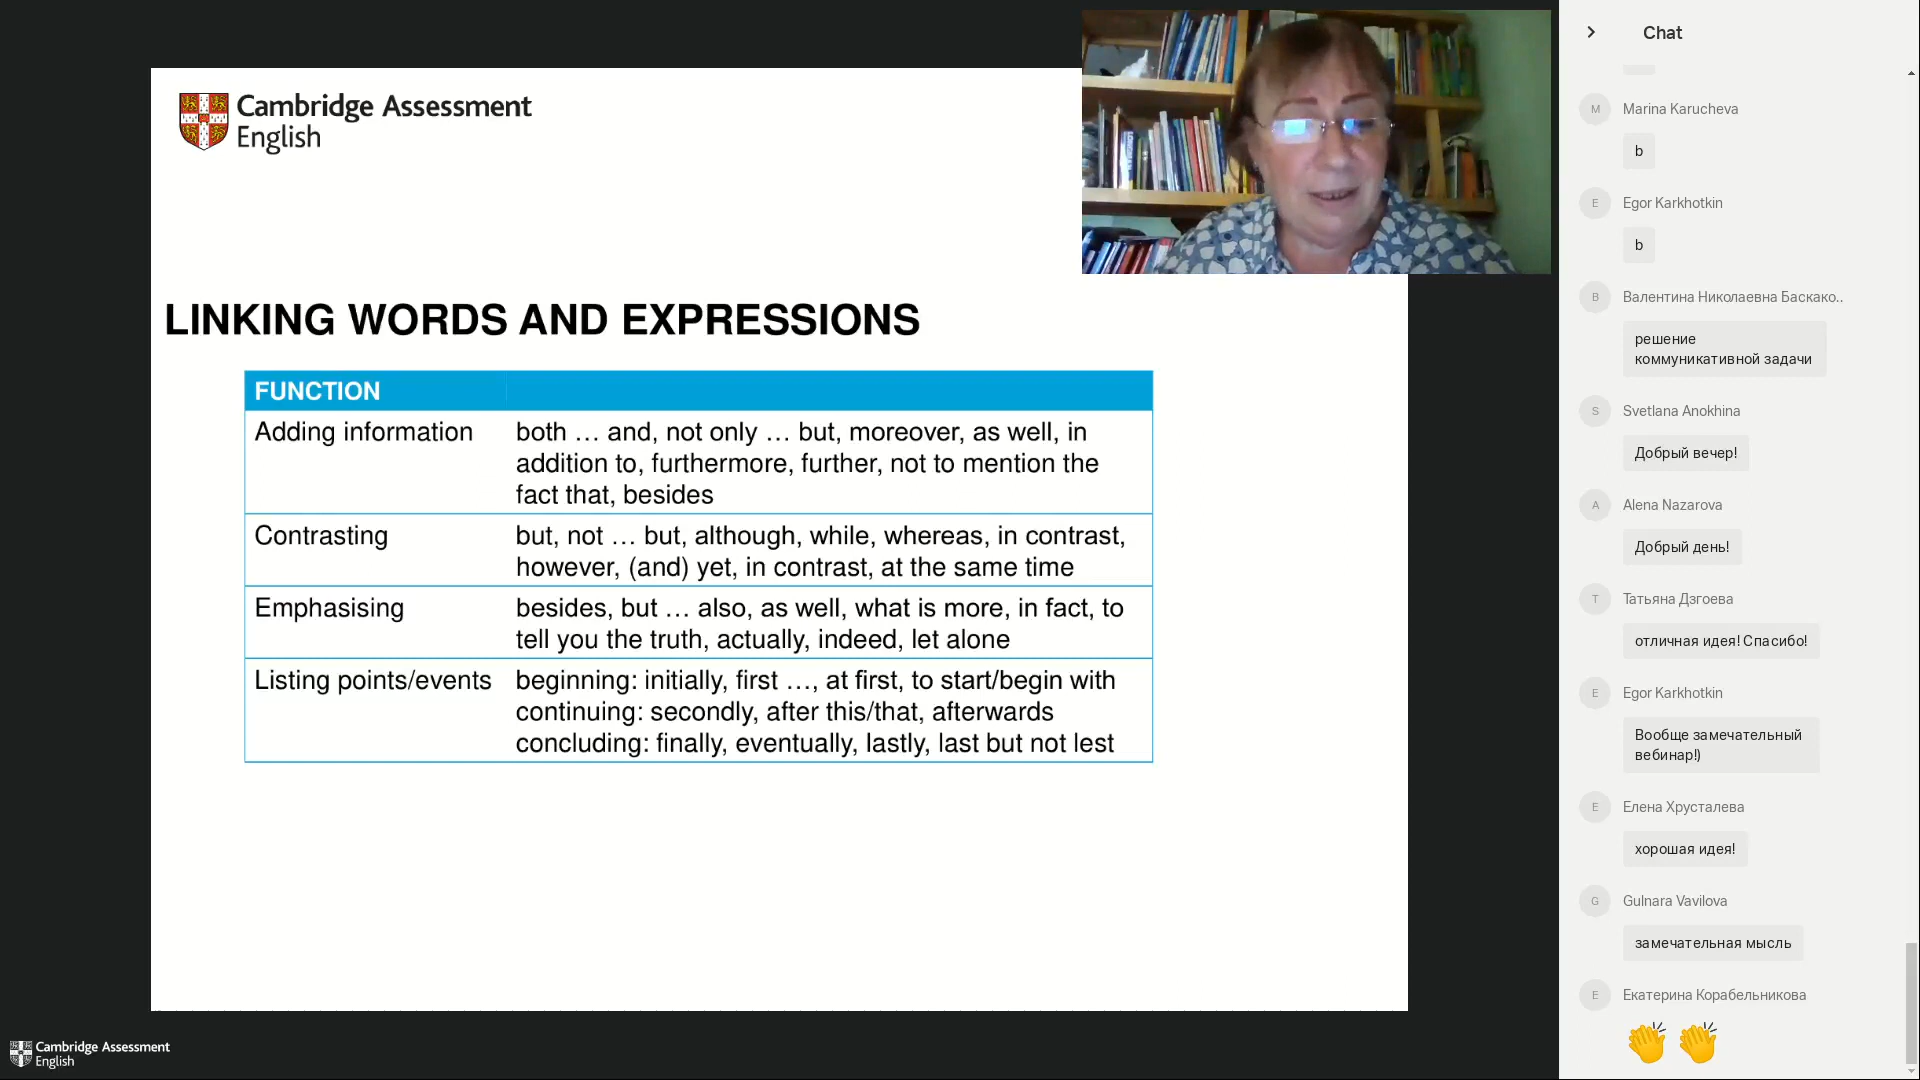 Cambridge Assessment
English
LINKING WORDS AND EXPRESSIONS
FUNCTION
Adding information
both … and, not only … but, moreover, as well, in
addition to, furthermore, further, not to mention the
fact that, besides
Contrasting
but, not … but, although, while, whereas, in contrast,
however, (and) yet, in contrast, at the same time
Emphasising
besides, but … also, as well, what is more, in fact, to
tell you the truth, actually, indeed, let alone
Listing points/events
beginning: initially, first …, at first, to start/begin with
continuing: secondly, after this/that, afterwards
concluding: finally, eventually, lastly, last but not lest
Cambridge Assessment
English
Chat
M
Marina Karucheva
b
E
Egor Karkhotkin
b
В
Валентина Николаевна Баскако..
решение
коммуникативной задачи
S
Svetlana Anokhina
Добрый вечер!
A
Alena Nazarova
Добрый день!
Т
Татьяна Дзгоева
отличная идея! Спасибо!
E
Egor Karkhotkin
Вообще замечательный
вебинар!)
Е
Елена Хрусталева
хорошая идея!
G
Gulnara Vavilova
замечательная мысль
Е
Екатерина Корабельникова